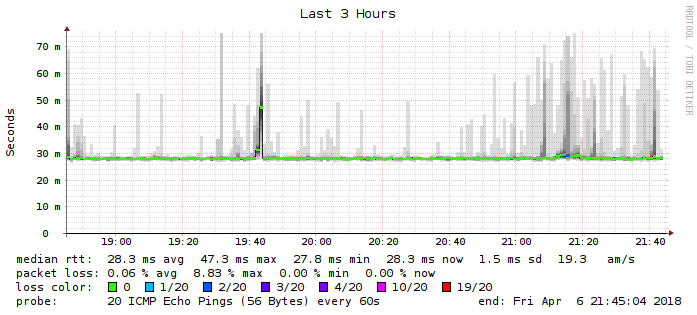 Last 3 Hours
RRDTOOL / TOBI OETIKER
Seconds
70 m
60 m
50 m
40 m
30 m
20 m
10 m
0
19:00 19:20 19:40 20:00 20:20 20:40 21:00 21:20 21:40
median rtt: 28.3 ms avg 47.3 ms max 27.8 ms min 28.3 ms now 1.5 ms sd 19.3 am/s
packet loss: 0.06 % avg 8.83 % max 0.00 % min 0.00 % now
loss color: 0 1/20 2/20 3/20 4/20 10/20 19/20
probe: 20 ICMP Echo Pings (56 Bytes) every 60s end: Fri Apr 6 21:45:04 2018